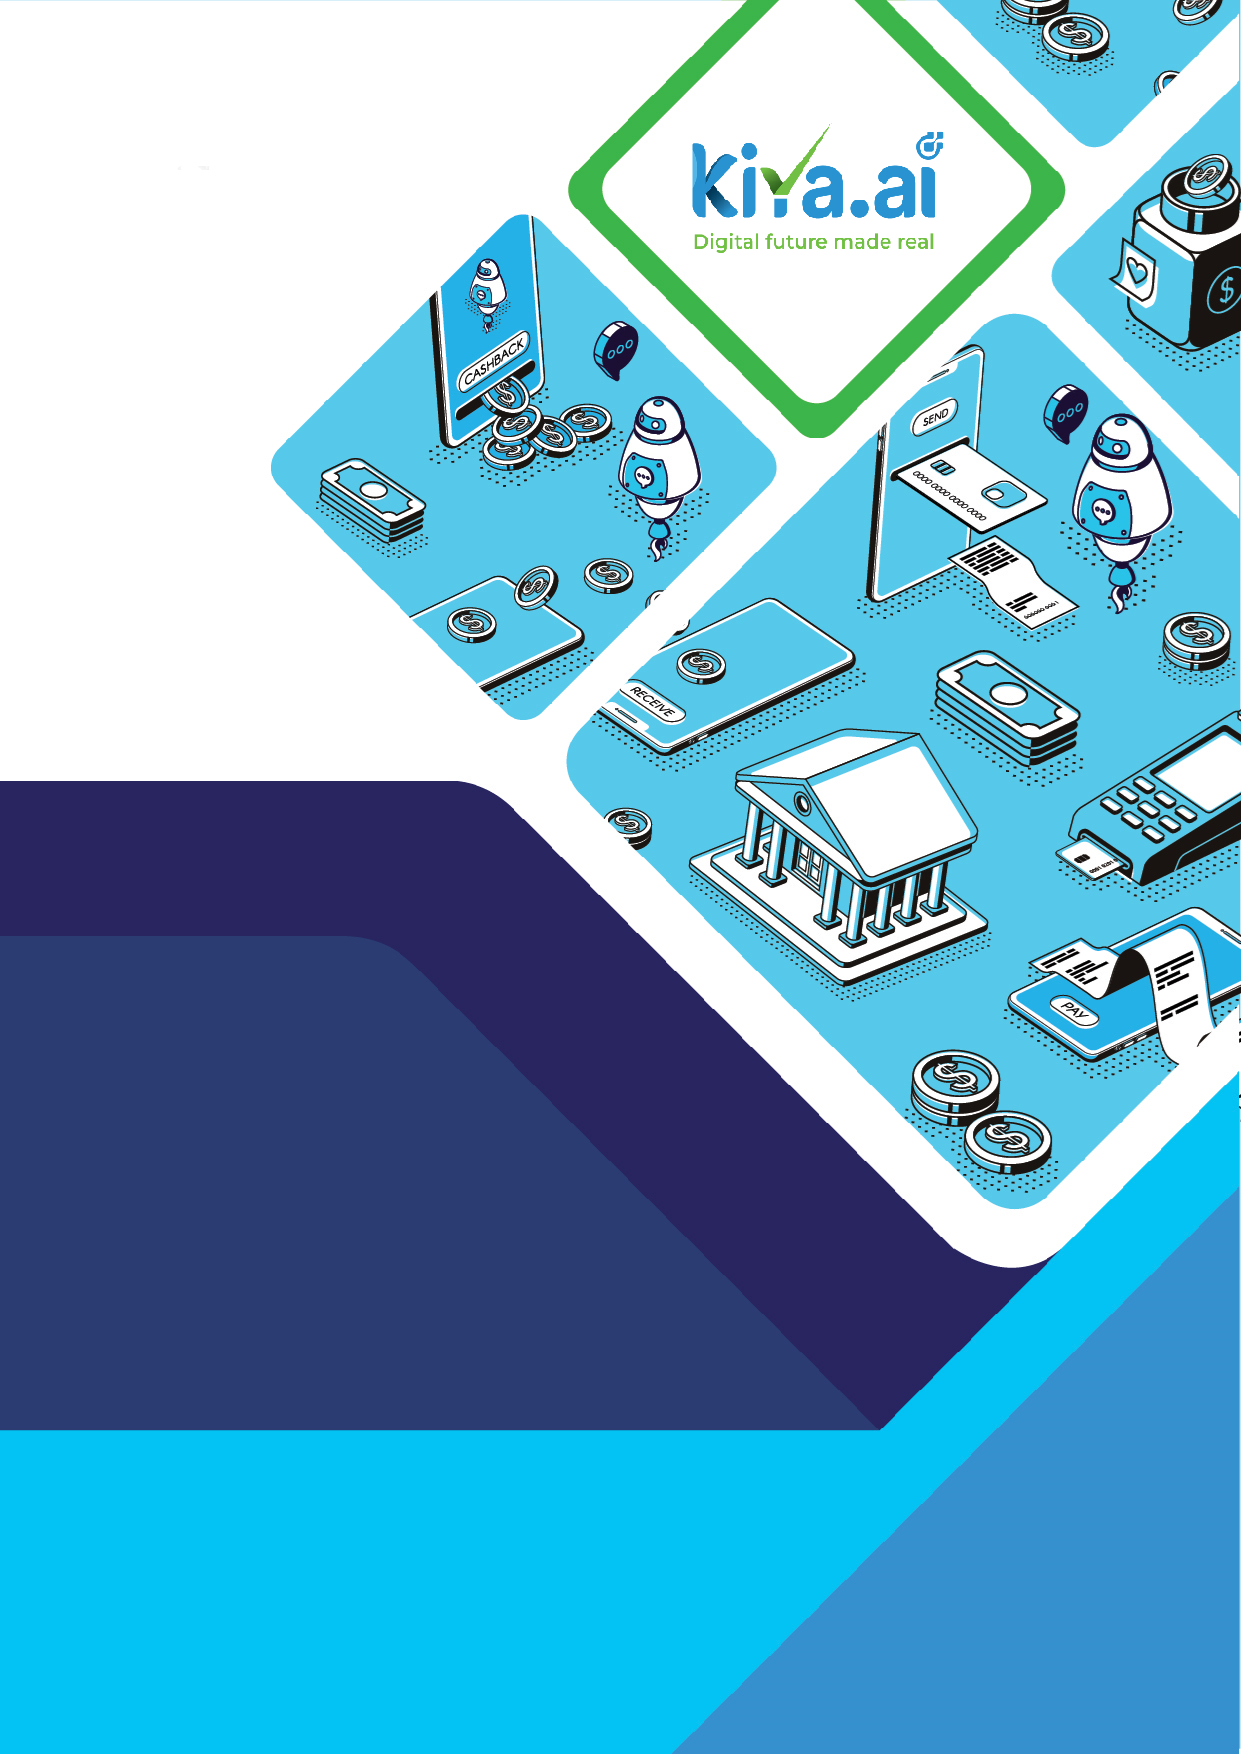 kiya.ai
Digital future made real
CASHBACK
SEND
0000 0000 0000 0000
RECEIVE
PAY